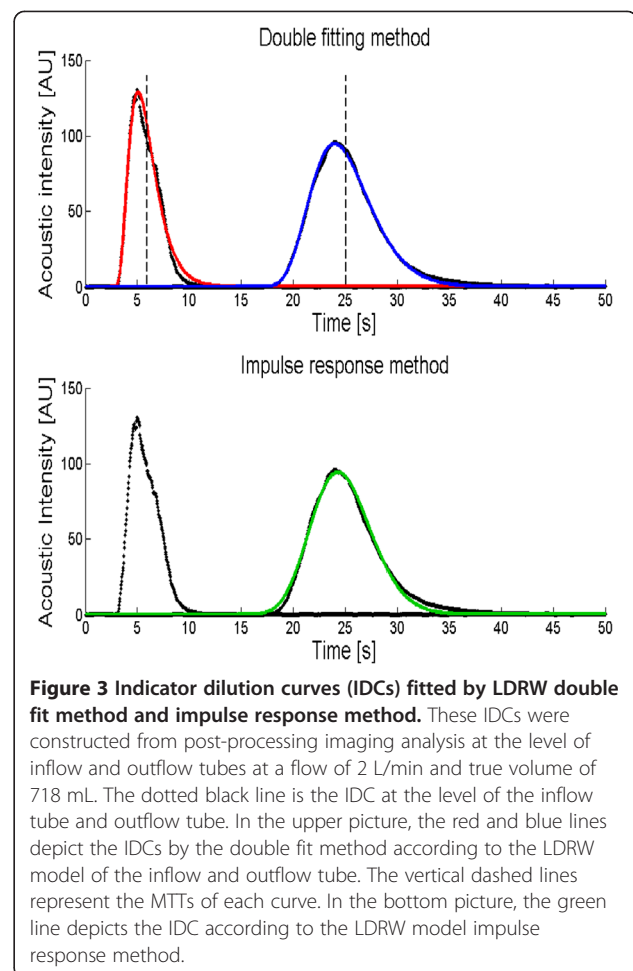 Double fitting method
150
100
50
0
Acoustic intensity [AU]
0 5 10 15 20 25 30 35 40 45 50
Time [s]
Impulse response method
150
100
50
0
Acoustic Intensity [AU]
0 5 10 15 20 25 30 35 40 45 50
Time [s]
Figure 3 Indicator dilution curves (IDCs) fitted by LDRW double
fit method and impulse response method. These IDCs were
constructed from post-processing imaging analysis at the level of
inflow and outflow tubes at a flow of 2 L/min and true volume of
718 mL. The dotted black line is the IDC at the level of the inflow
tube and outflow tube. In the upper picture, the red and blue lines
depict the IDCs by the double fit method according to the LDRW
model of the inflow and outflow tube. The vertical dashed lines
represent the MTTs of each curve. In the bottom picture, the green
line depicts the IDC according to the LDRW model impulse
response method.